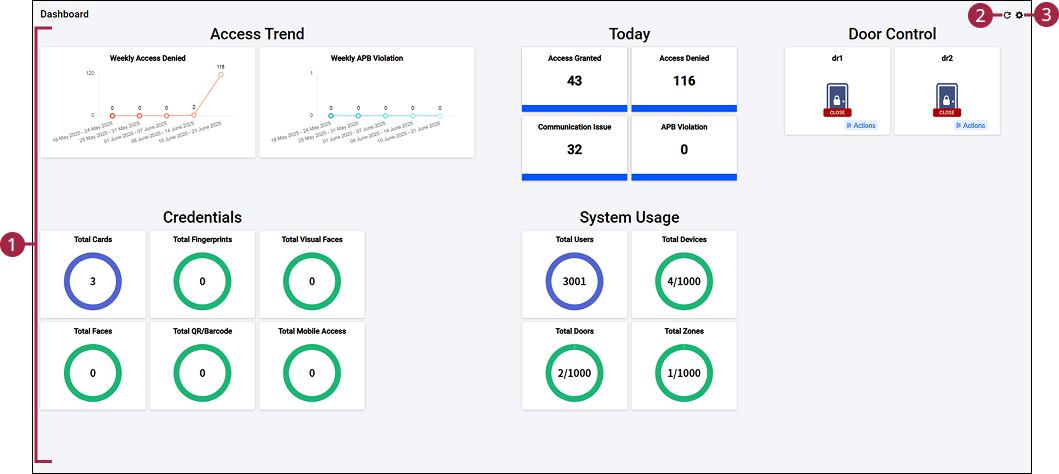 Dashboard
2
3
Access Trend
Today
Door Control
Weekly Access Denied
120
0
0
0
0
2
116
18 May 2025 - 24 May 2025
25 May 2025 - 31 May 2025
01 June 2025 - 07 June 2025
08 June 2025 - 14 June 2025
15 June 2025 - 21 June 2025
Weekly APB Violation
1
0
0
0
0
0
0
18 May 2025 - 24 May 2025
25 May 2025 - 31 May 2025
01 June 2025 - 07 June 2025
08 June 2025 - 14 June 2025
15 June 2025 - 21 June 2025
Access Granted
43
Access Denied
116
Communication Issue
32
APB Violation
0
dr1
CLOSE
Actions
dr2
CLOSE
Actions
1
Credentials
System Usage
Total Cards
3
Total Fingerprints
0
Total Visual Faces
0
Total Users
3001
Total Devices
4/1000
Total Faces
0
Total QR/Barcode
0
Total Mobile Access
0
Total Doors
2/1000
Total Zones
1/1000